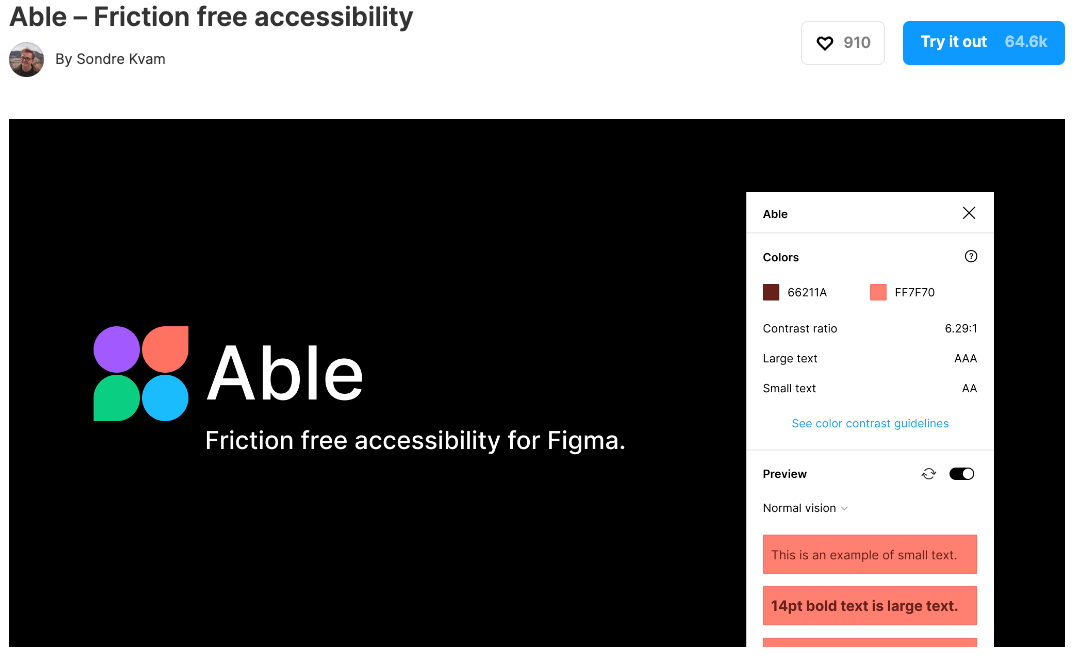 Able – Friction free accessibility
By Sondre Kvam
910
Try it out 64.6k
Able
Friction free accessibility for Figma.
Able
Colors ?
66211A FF7F70
Contrast ratio 6.29:1
Large text AAA
Small text AA
See color contrast guidelines
Preview
Normal vision
This is an example of small text.
14pt bold text is large text.